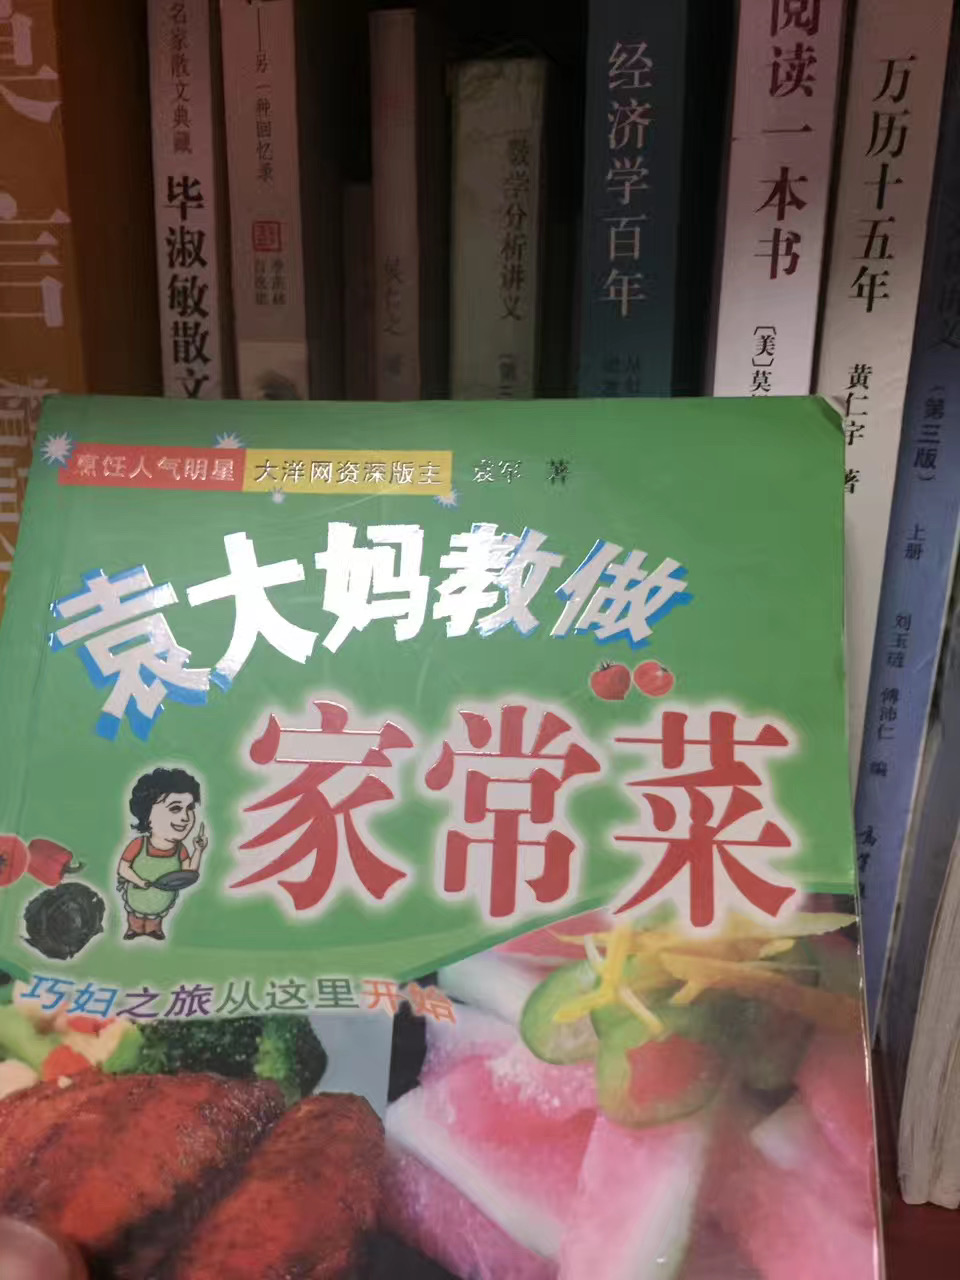 名家散文典藏
毕淑敏散文
——另一种回忆录
数学分析讲义
经济学百年
阅读一本书
〔美〕莫
万历十五年
黄仁宇 著
(第三版)
上册
刘玉琏 傅沛仁 编
烹饪人气明星 大洋网资深版主 袁军 著
袁大妈教做
家常菜
巧妇之旅从这里开始